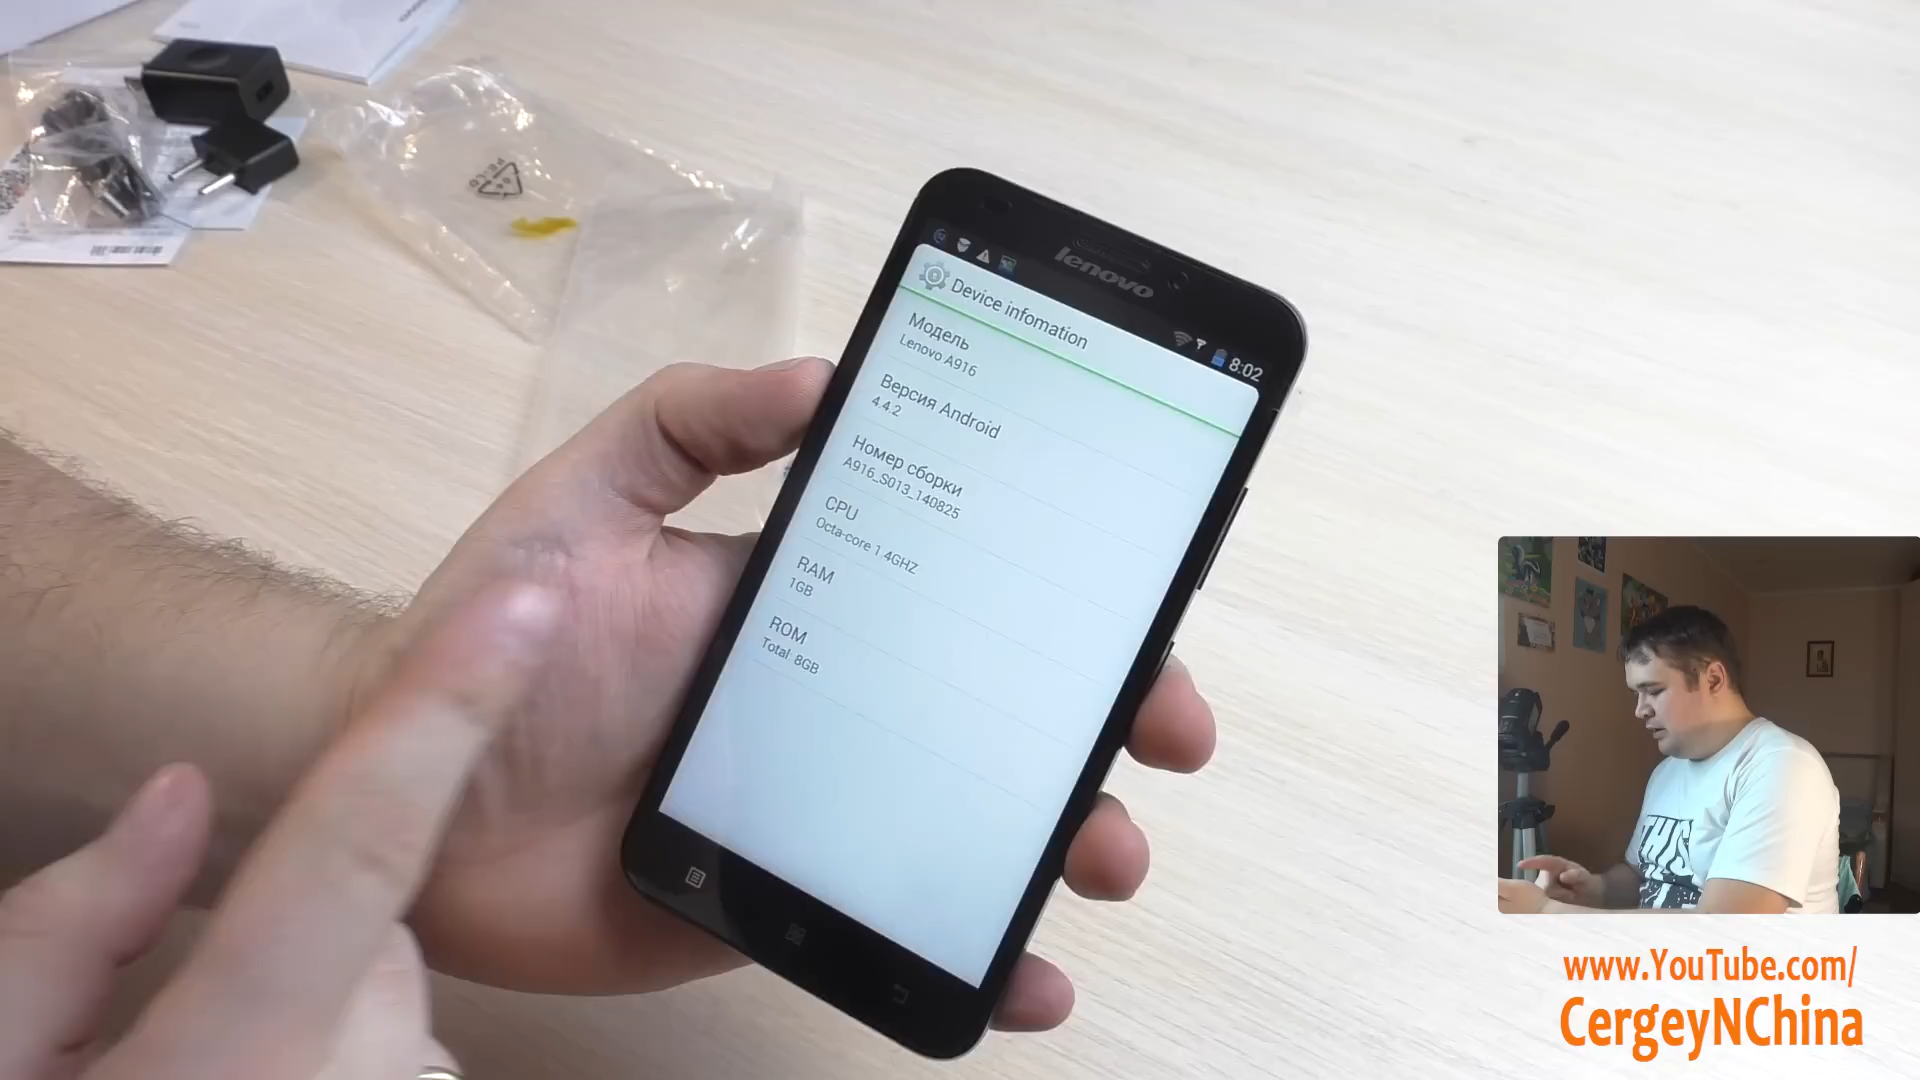 lenovo
8:02
Device infomation
Модель
Lenovo A916
Версия Android
4.4.2
Номер сборки
A916_S013_140825
CPU
Octa-core 1.4GHZ
RAM
1GB
ROM
Total: 8GB
THIS
www.YouTube.com/
CergeyNChina